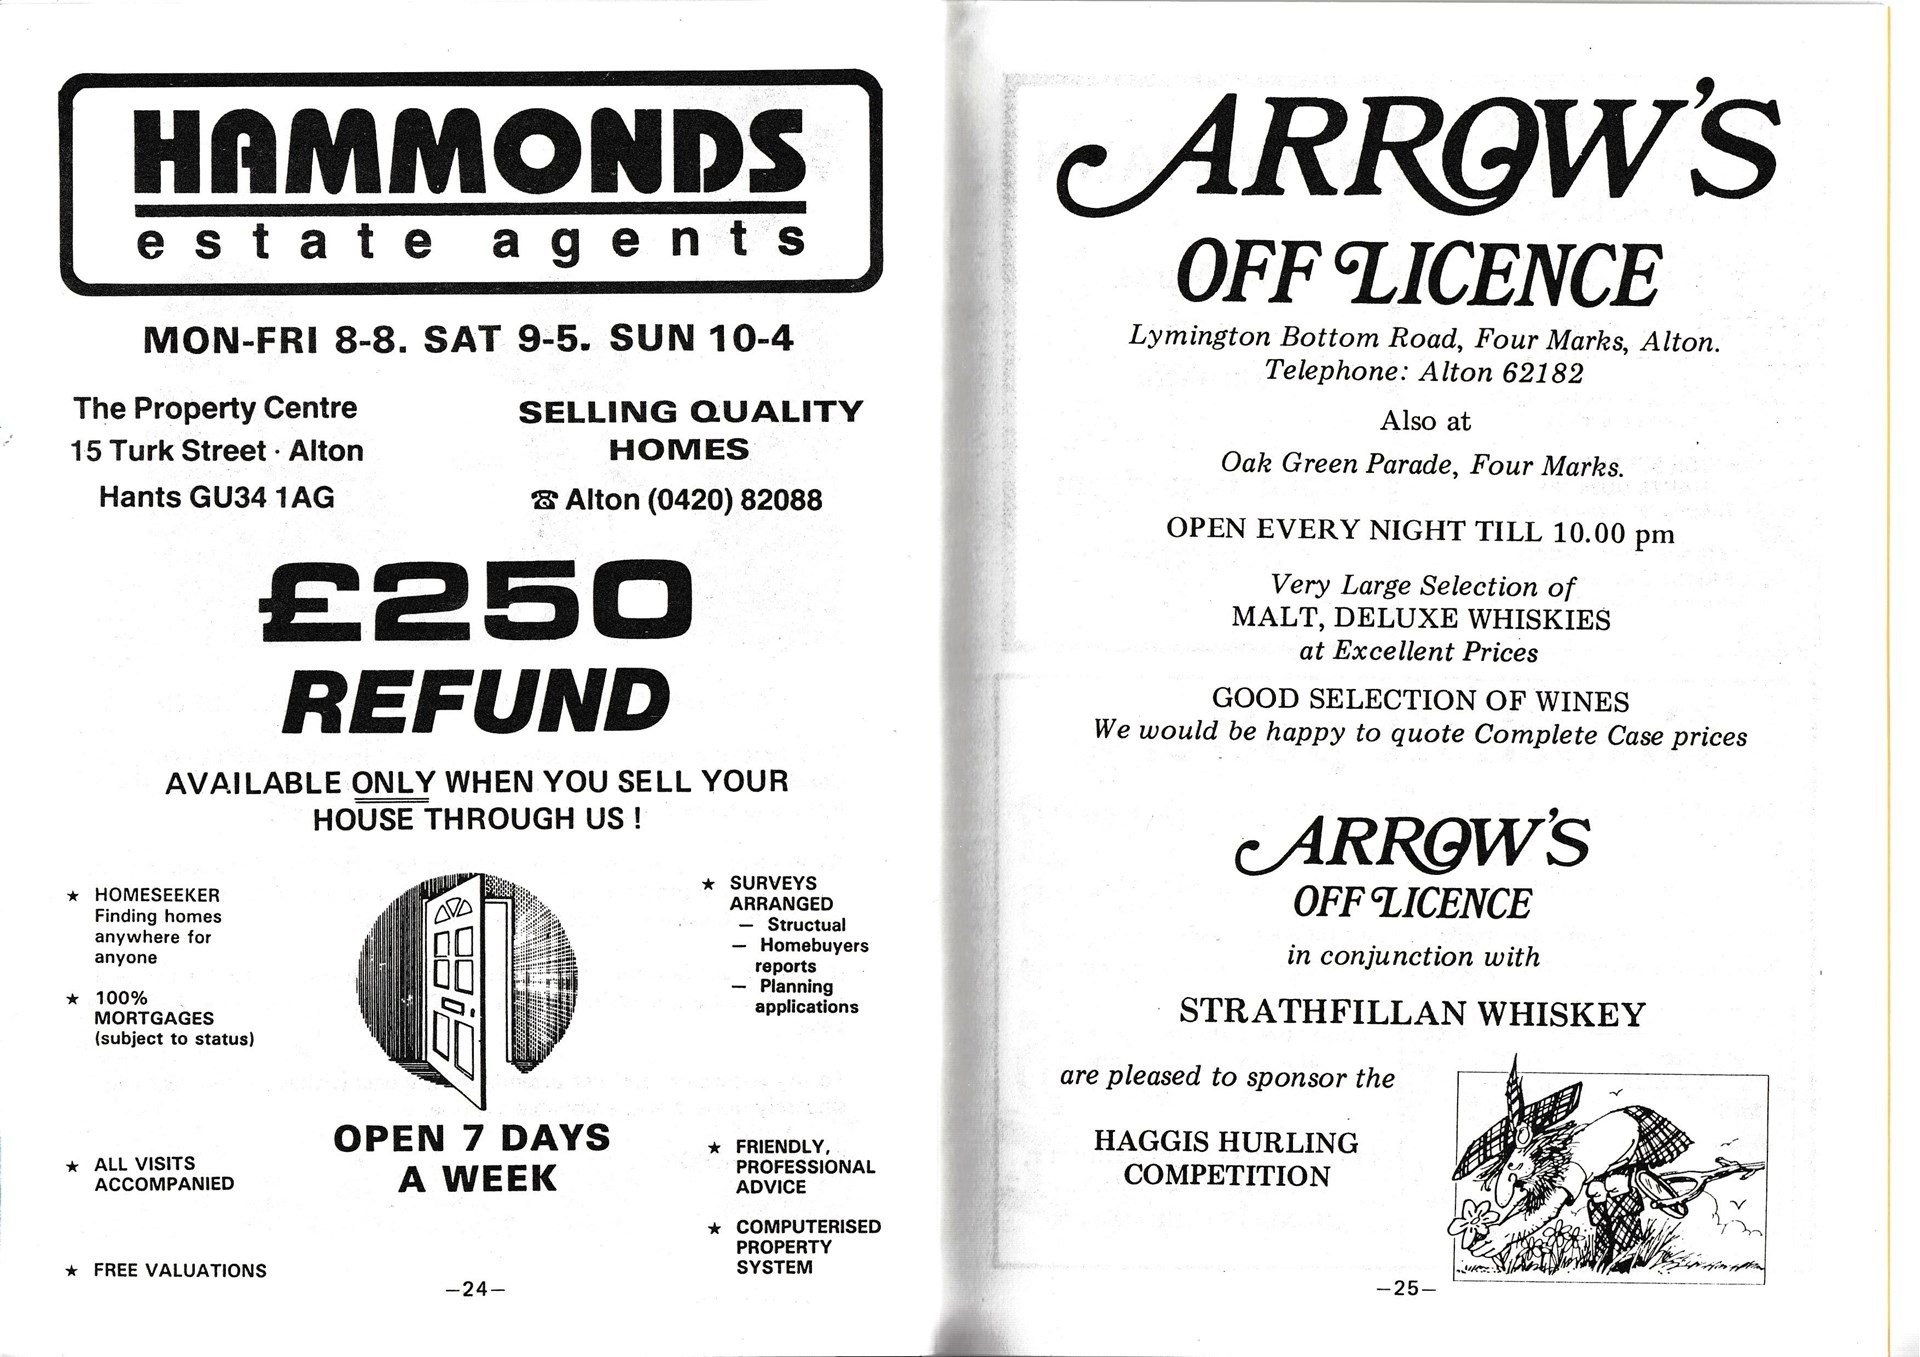 HAMMONDS
estate agents
MON-FRI 8-8. SAT 9-5. SUN 10-4
The Property Centre
15 Turk Street · Alton
Hants GU34 1AG
SELLING QUALITY
HOMES
☎ Alton (0420) 82088
£250
REFUND
AVAILABLE ONLY WHEN YOU SELL YOUR
HOUSE THROUGH US !
★ HOMESEEKER
Finding homes
anywhere for
anyone
★ 100%
MORTGAGES
(subject to status)
★ ALL VISITS
ACCOMPANIED
★ FREE VALUATIONS
OPEN 7 DAYS
A WEEK
★ SURVEYS
ARRANGED
— Structual
— Homebuyers
reports
— Planning
applications
★ FRIENDLY,
PROFESSIONAL
ADVICE
★ COMPUTERISED
PROPERTY
SYSTEM
—24—
ARROW'S
OFF LICENCE
Lymington Bottom Road, Four Marks, Alton.
Telephone: Alton 62182
Also at
Oak Green Parade, Four Marks.
OPEN EVERY NIGHT TILL 10.00 pm
Very Large Selection of
MALT, DELUXE WHISKIES
at Excellent Prices
GOOD SELECTION OF WINES
We would be happy to quote Complete Case prices
ARROW'S
OFF LICENCE
in conjunction with
STRATHFILLAN WHISKEY
are pleased to sponsor the
HAGGIS HURLING
COMPETITION
—25—